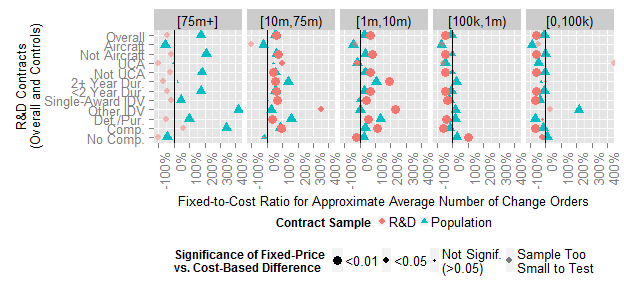 [75m+] [10m,75m) [1m,10m) [100k,1m) [0,100k)
R&D Contracts
(Overall and Controls)
Overall
Aircraft
Not Aircraft
UCA
Not UCA
2+ Year Dur.
<2 Year Dur.
Single-Award IDV
Other IDV
Def./Pur.
Comp.
No Comp.
-100% 0% 100% 200% 300% 400% -100% 0% 100% 200% 300% 400% -100% 0% 100% 200% 300% 400% -100% 0% 100% 200% 300% 400% -100% 0% 100% 200% 300% 400%
Fixed-to-Cost Ratio for Approximate Average Number of Change Orders
Contract Sample R&D Population
Significance of Fixed-Price
vs. Cost-Based Difference
<0.01 <0.05 Not Signif.
(>0.05)
Sample Too
Small to Test